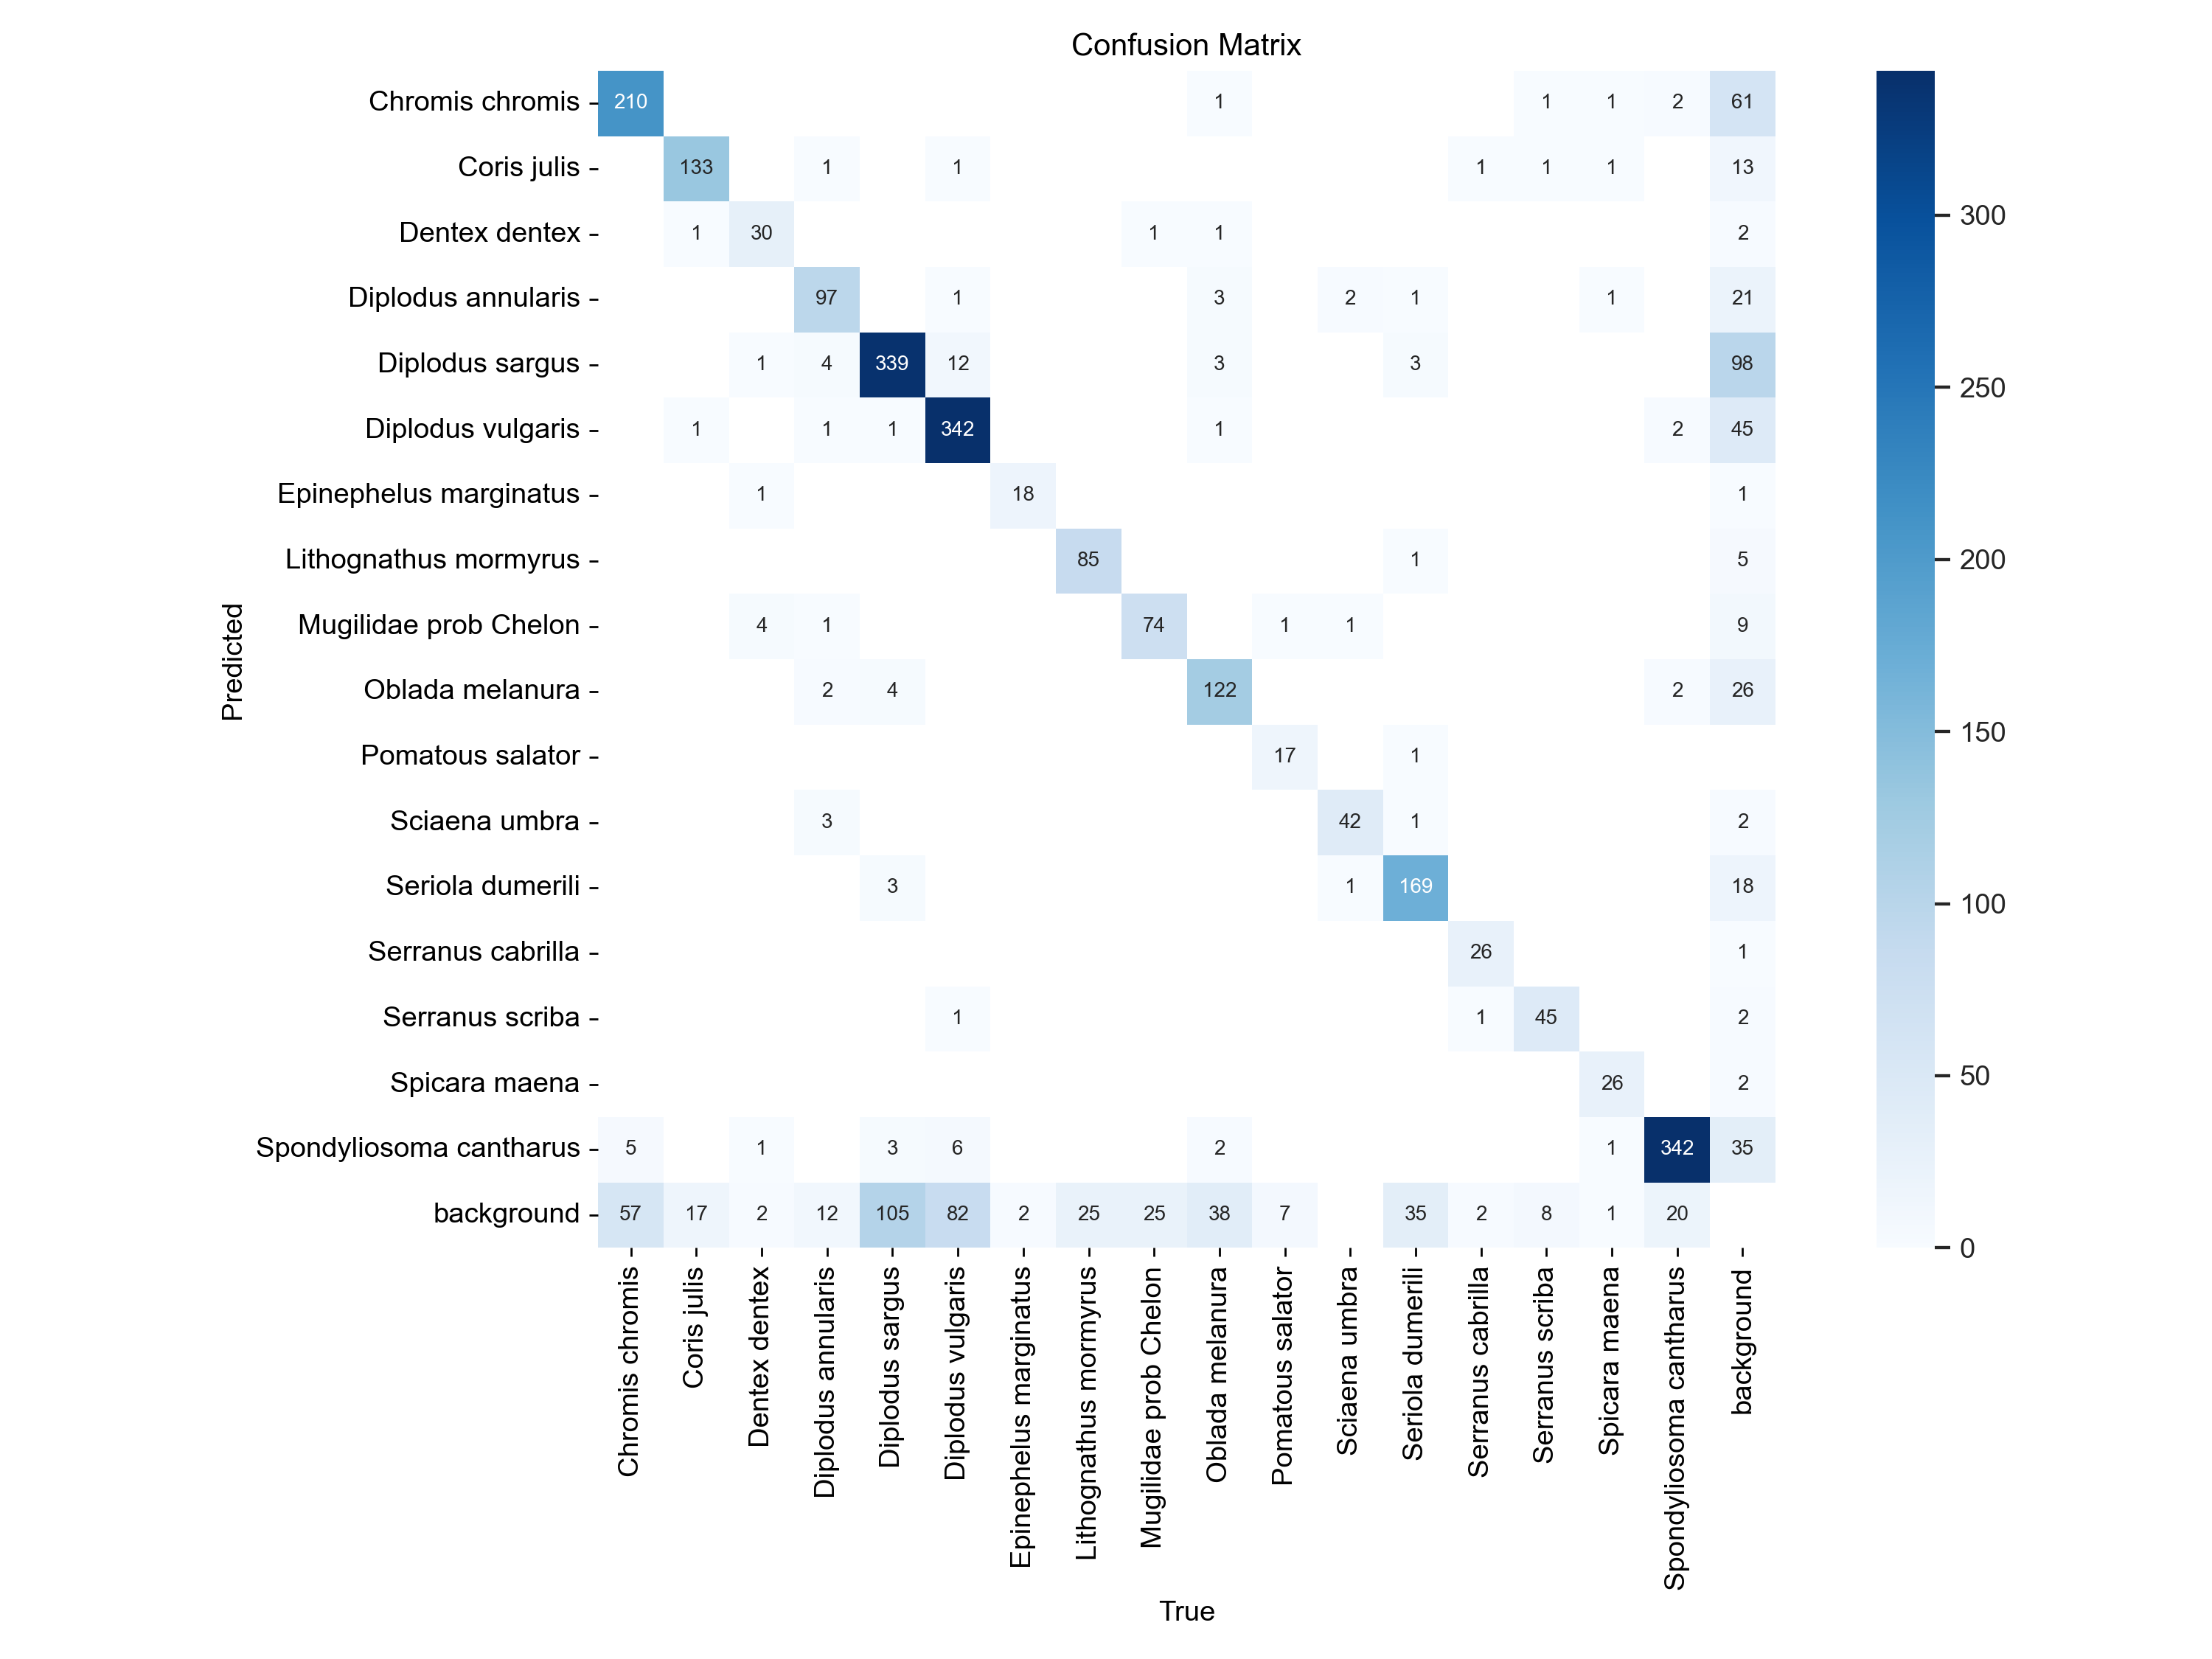 Confusion Matrix
Predicted
Chromis chromis 210 1 1 1 2 61
Coris julis 133 1 1 1 1 1 13
Dentex dentex 1 30 1 1 2
Diplodus annularis 97 1 3 2 1 1 21
Diplodus sargus 1 4 339 12 3 3 98
Diplodus vulgaris 1 1 1 342 1 2 45
Epinephelus marginatus 1 18 1
Lithognathus mormyrus 85 1 5
Mugilidae prob Chelon 4 1 74 1 1 9
Oblada melanura 2 4 122 2 26
Pomatous salator 17 1
Sciaena umbra 3 42 1 2
Seriola dumerili 3 1 169 18
Serranus cabrilla 26 1
Serranus scriba 1 1 45 2
Spicara maena 26 2
Spondyliosoma cantharus 5 1 3 6 2 1 342 35
background 57 17 2 12 105 82 2 25 25 38 7 35 2 8 1 20
Chromis chromis
Coris julis
Dentex dentex
Diplodus annularis
Diplodus sargus
Diplodus vulgaris
Epinephelus marginatus
Lithognathus mormyrus
Mugilidae prob Chelon
Oblada melanura
Pomatous salator
Sciaena umbra
Seriola dumerili
Serranus cabrilla
Serranus scriba
Spicara maena
Spondyliosoma cantharus
background
True
300
250
200
150
100
50
0